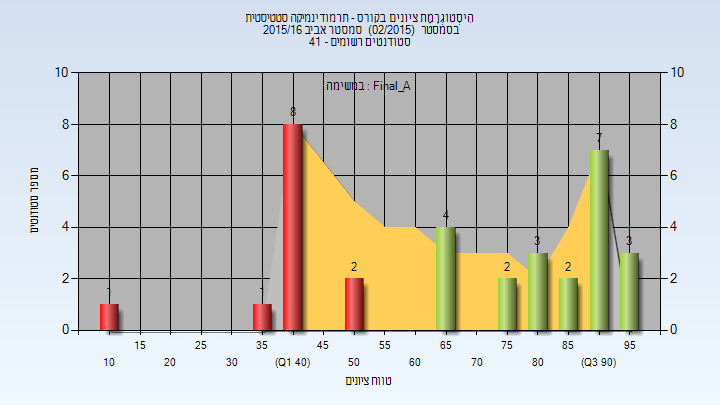 היסטוגרמת ציונים בקורס - תרמודינמיקה סטטיסטית
בסמסטר (02/2015) סמסטר אביב 2015/16
סטודנטים רשומים - 41
במשימה : Final_A
מספר סטודנטים
10 10
8 8
6 6
4 4
2 2
0 0
1 1 8 2 4 2 3 2 7 3
15 25 35 45 55 65 75 85 95
10 20 30 (Q1 40) 50 60 70 80 (Q3 90)
טווח ציונים